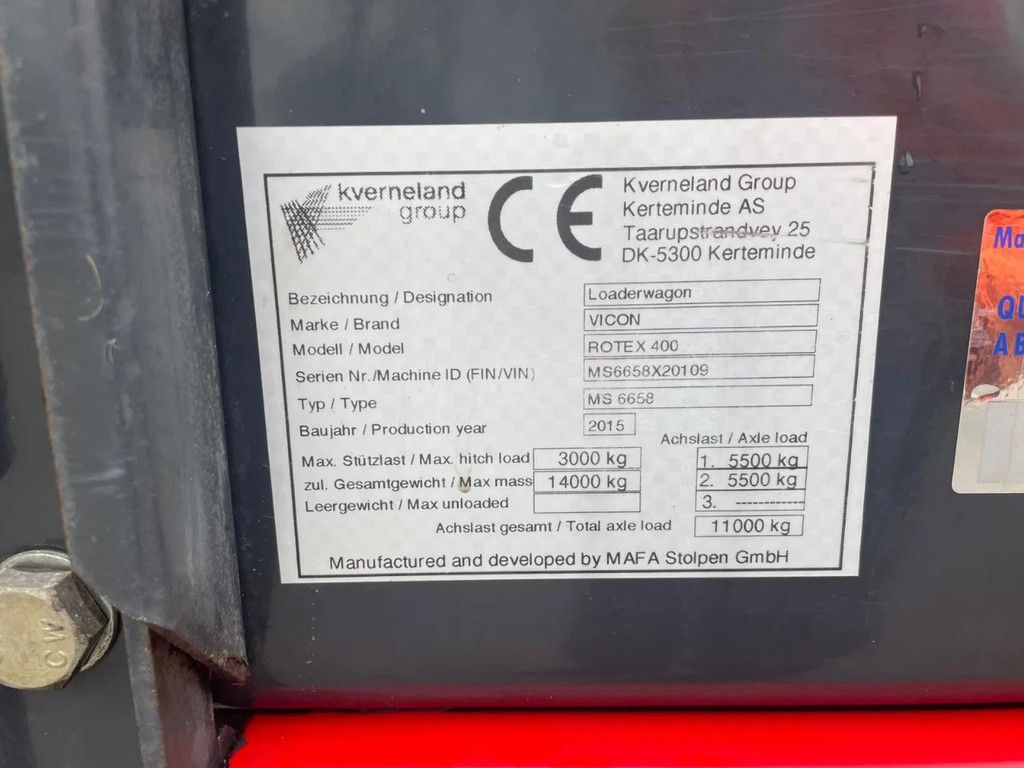 kverneland
group
CE
Kverneland Group
Kerteminde AS
Taarupstrandvey 25
DK-5300 Kerteminde
Bezeichnung / Designation Loaderwagon
Marke / Brand VICON
Modell / Model ROTEX 400
Serien Nr./Machine ID (FIN/VIN) MS6658X20109
Typ / Type MS 6658
Baujahr / Production year 2015
Achslast / Axle load
Max. Stützlast / Max. hitch load 3000 kg 1. 5500 kg
zul. Gesamtgewicht / Max mass 14000 kg 2. 5500 kg
Leergewicht / Max unloaded 3. -----------
Achslast gesamt / Total axle load 11000 kg
Manufactured and developed by MAFA Stolpen GmbH
CW